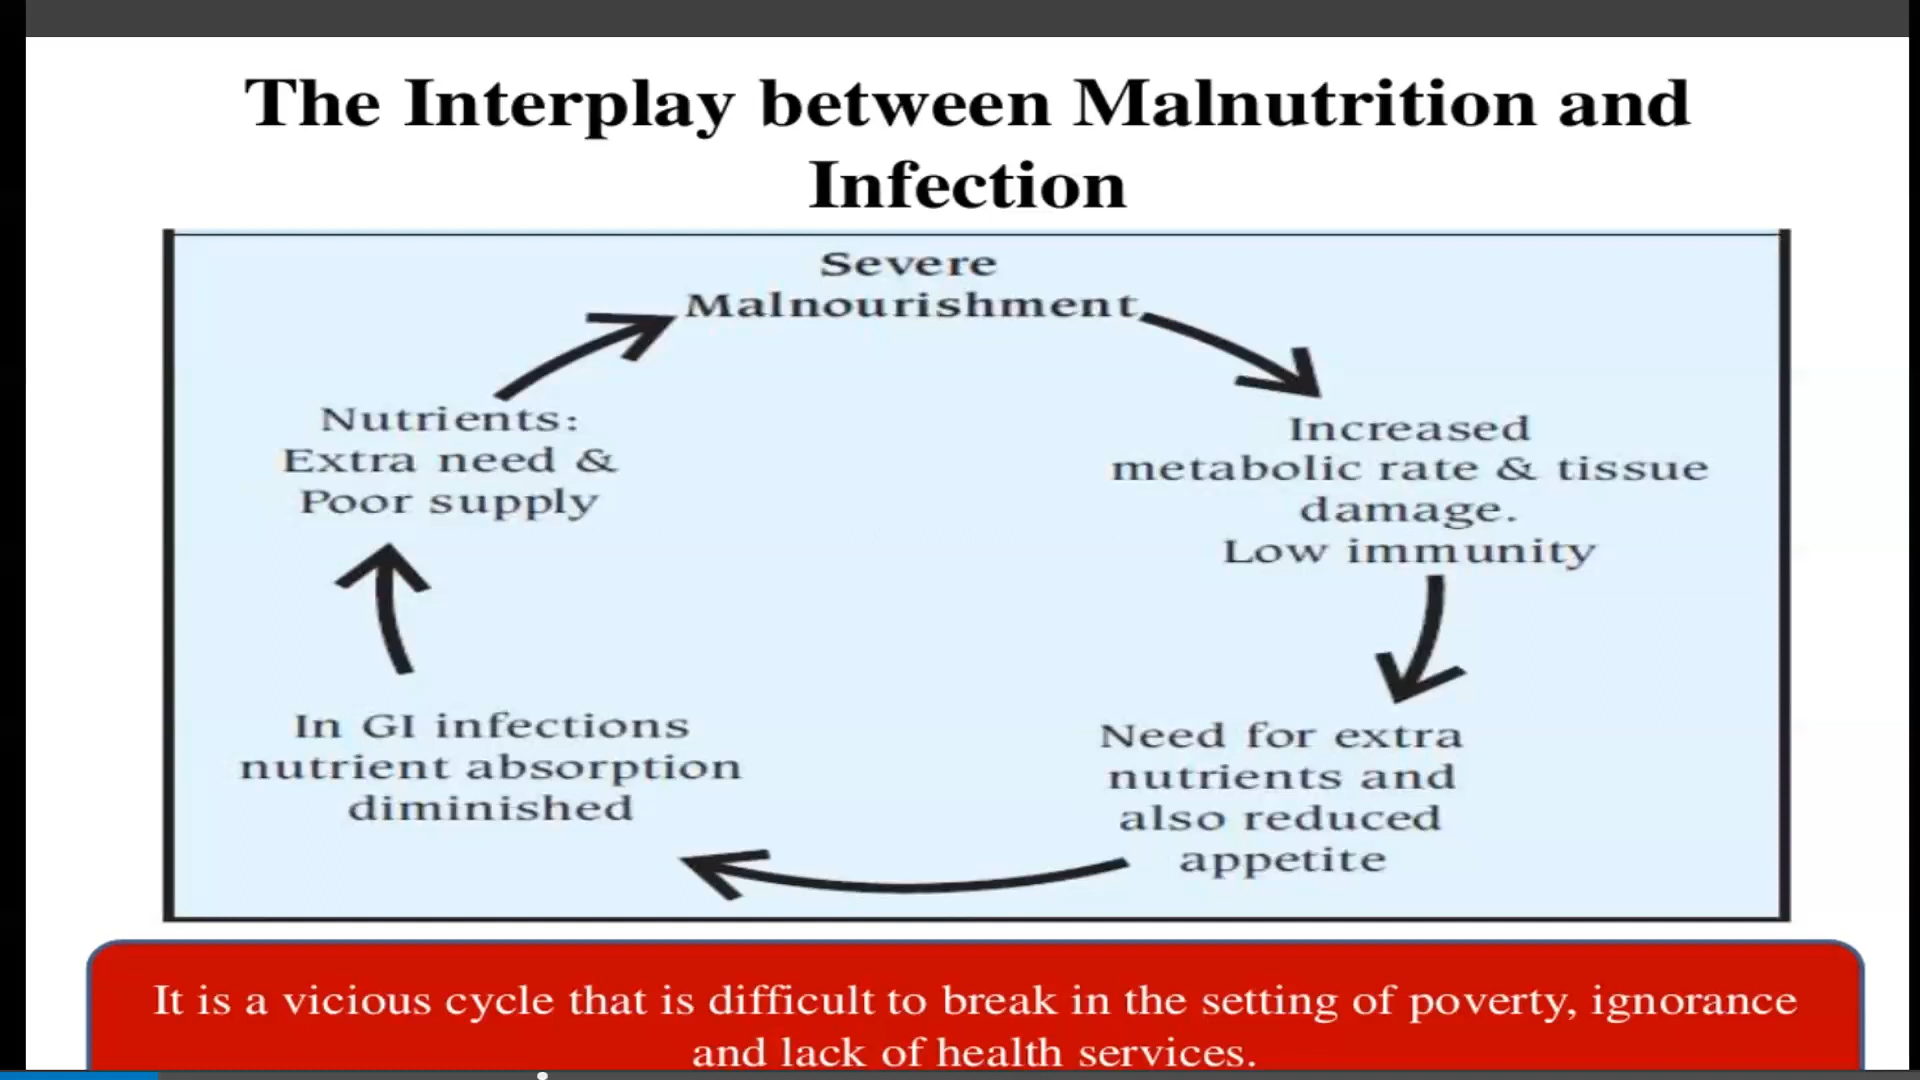 The Interplay between Malnutrition and
Infection
Severe
Malnourishment
Increased
metabolic rate & tissue
damage.
Low immunity
Need for extra
nutrients and
also reduced
appetite
In GI infections
nutrient absorption
diminished
Nutrients:
Extra need &
Poor supply
It is a vicious cycle that is difficult to break in the setting of poverty, ignorance
and lack of health services.